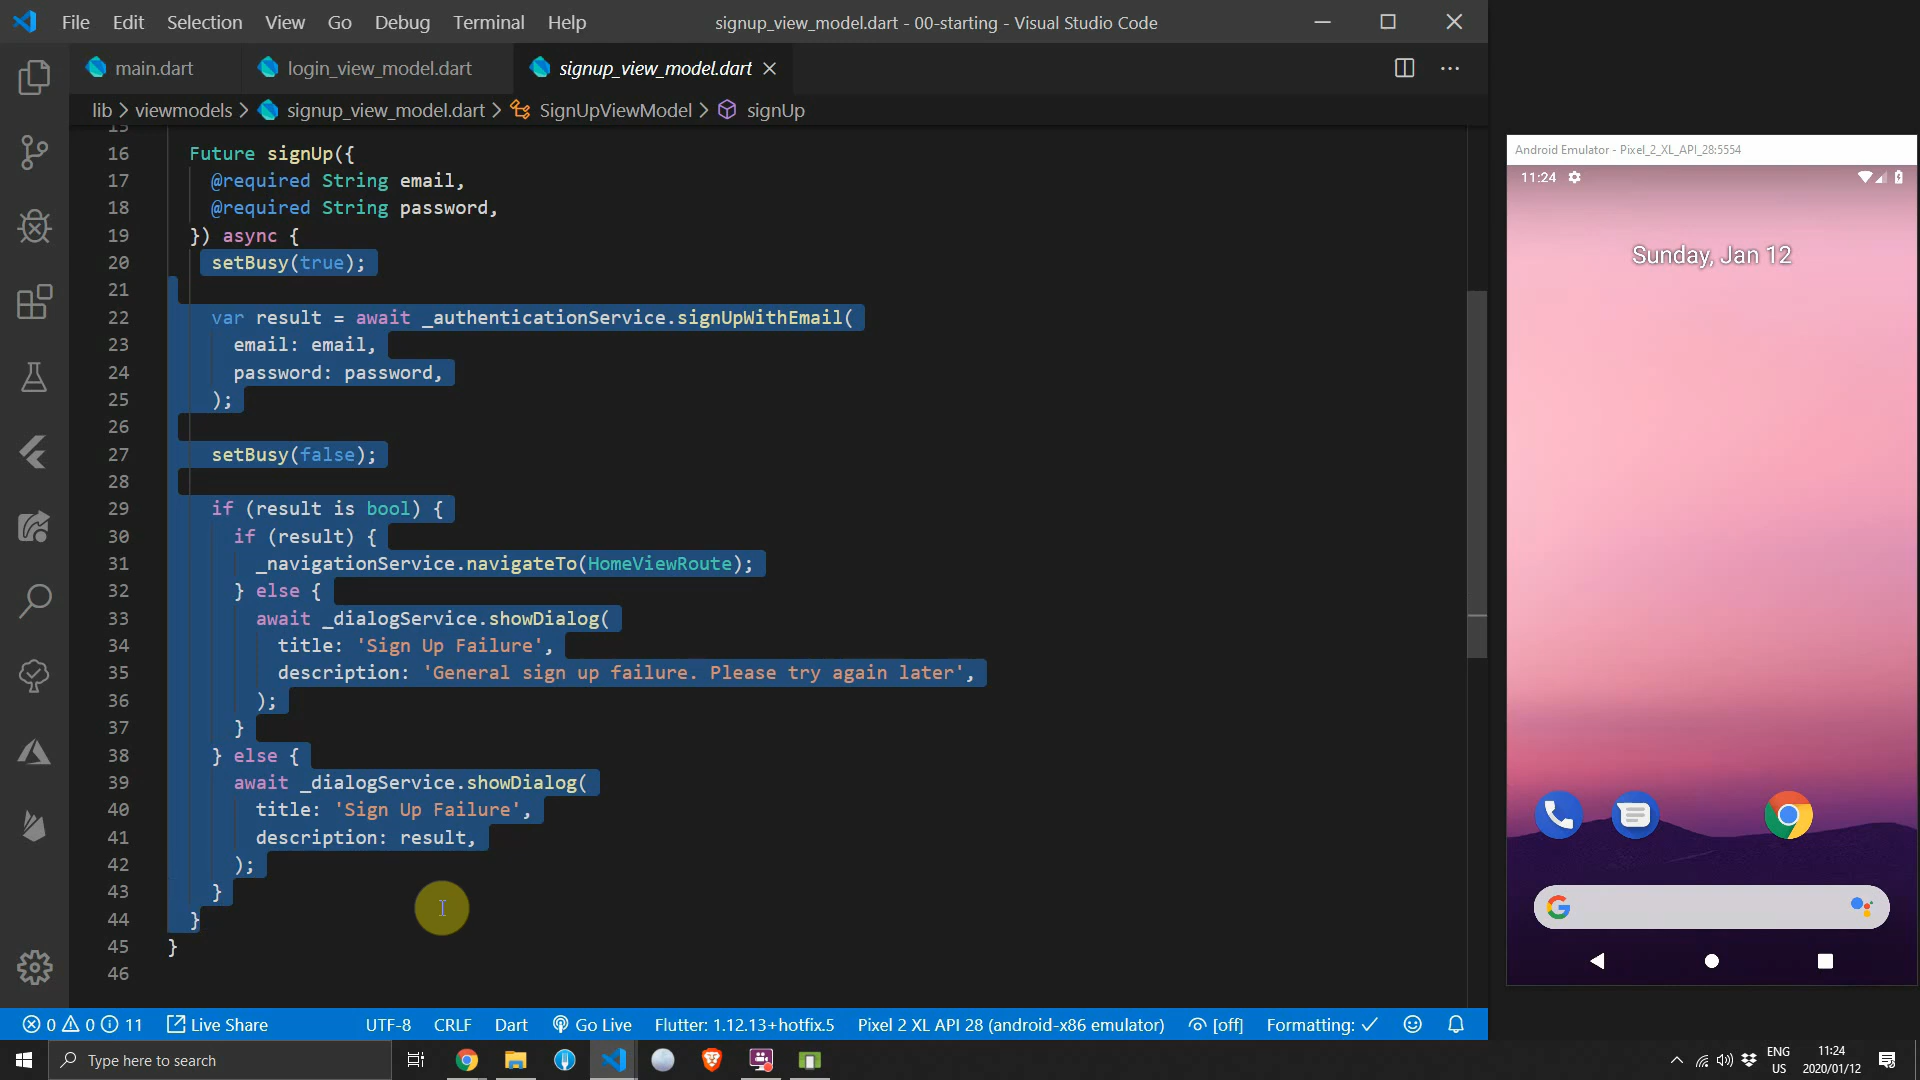 File Edit Selection View Go Debug Terminal Help
signup_view_model.dart - 00-starting - Visual Studio Code
main.dart
login_view_model.dart
signup_view_model.dart
lib > viewmodels > signup_view_model.dart > SignUpViewModel > signUp
15
16 Future signUp({
17 @required String email,
18 @required String password,
19 }) async {
20 setBusy(true);
21
22 var result = await _authenticationService.signUpWithEmail(
23 email: email,
24 password: password,
25 );
26
27 setBusy(false);
28
29 if (result is bool) {
30 if (result) {
31 _navigationService.navigateTo(HomeViewRoute);
32 } else {
33 await _dialogService.showDialog(
34 title: 'Sign Up Failure',
35 description: 'General sign up failure. Please try again later',
36 );
37 }
38 } else {
39 await _dialogService.showDialog(
40 title: 'Sign Up Failure',
41 description: result,
42 );
43 }
44 }
45 }
46
0 0 11 Live Share UTF-8 CRLF Dart Go Live Flutter: 1.12.13+hotfix.5 Pixel 2 XL API 28 (android-x86 emulator) [off] Formatting: ✓
Android Emulator - Pixel_2_XL_API_28:5554
11:24
Sunday, Jan 12
Type here to search
ENG
US
11:24
2020/01/12